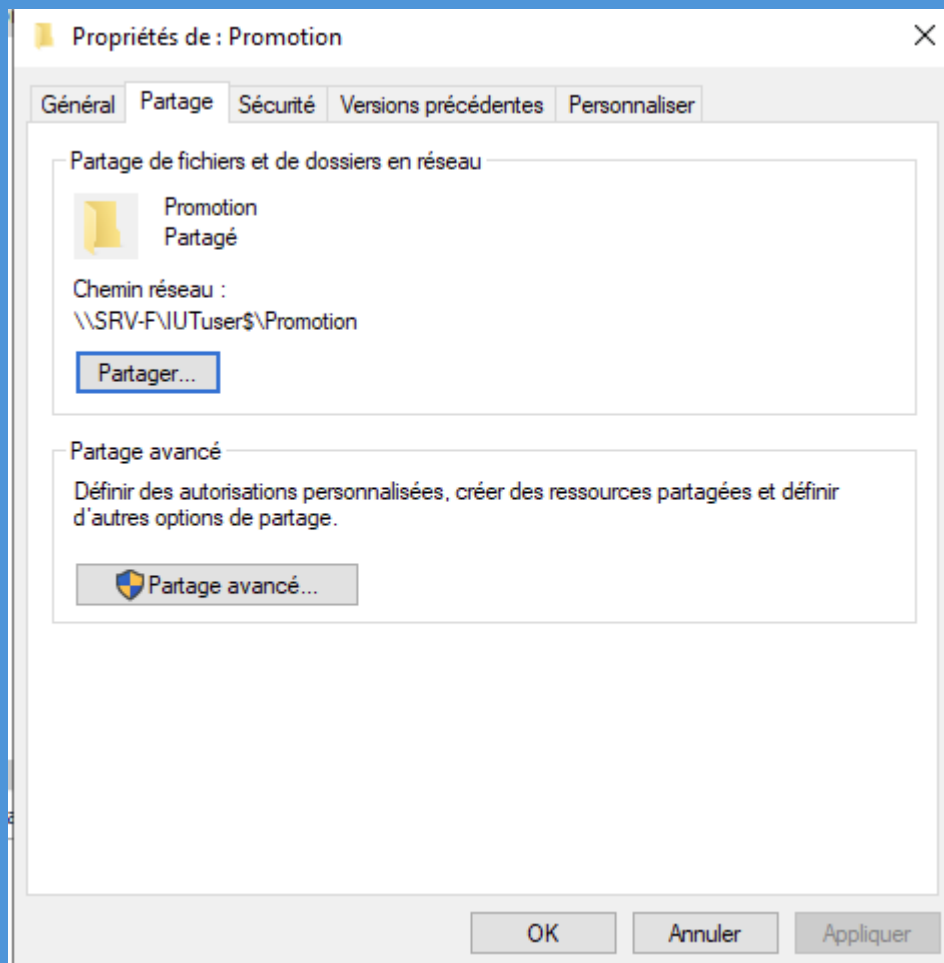 Propriétés de : Promotion
Général Partage Sécurité Versions précédentes Personnaliser
Partage de fichiers et de dossiers en réseau
Promotion
Partagé
Chemin réseau :
\\SRV-F\IUTuser$\Promotion
Partager...
Partage avancé
Définir des autorisations personnalisées, créer des ressources partagées et définir
d'autres options de partage.
Partage avancé...
OK Annuler Appliquer